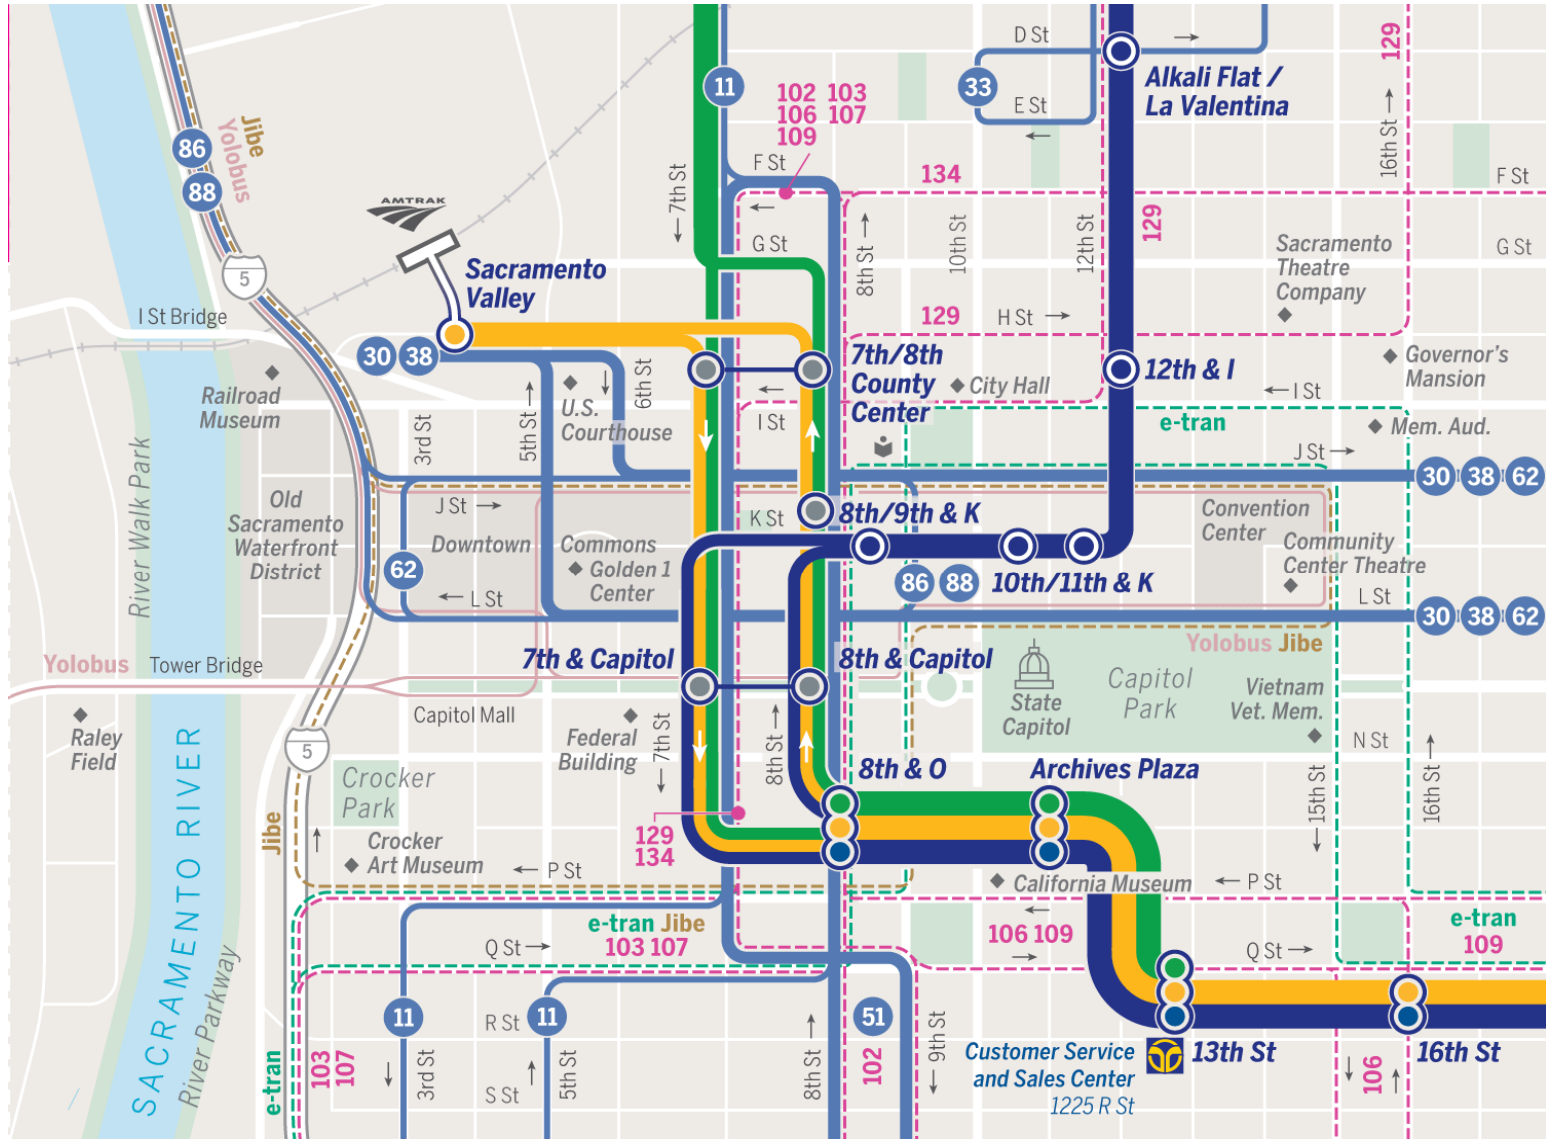 D St
11
33
E St
Alkali Flat /
La Valentina
129
16th St
102 103
106 107
109
86
88
Jibe
Yolobus
F St
134
F St
7th St
AMTRAK
8th St
10th St
12th St
129
G St
G St
5
Sacramento
Valley
Sacramento
Theatre
Company
I St Bridge
129
H St
30
38
6th St
7th/8th
County
Center
City Hall
12th & I
Governor's
Mansion
Railroad
Museum
U.S.
Courthouse
I St
I St
3rd St
5th St
e-tran
Mem. Aud.
J St
30
38
62
River Walk Park
Old
Sacramento
Waterfront
District
J St
K St
8th/9th & K
Convention
Center
Downtown
Commons
Golden 1
Center
Community
Center Theatre
62
86
88
10th/11th & K
L St
L St
30
38
62
Yolobus
Tower Bridge
7th & Capitol
8th & Capitol
Yolobus Jibe
State
Capitol
Capitol
Park
Vietnam
Vet. Mem.
Capitol Mall
Raley
Field
Federal
Building
7th St
8th St
N St
5
Crocker
Park
8th & O
Archives Plaza
15th St
16th St
Jibe
129
134
Crocker
Art Museum
P St
California Museum
P St
e-tran Jibe
103 107
106 109
e-tran
109
Q St
Q St
SACRAMENTO RIVER
River Parkway
11
R St
11
51
9th St
e-tran
103
107
3rd St
S St
5th St
8th St
102
Customer Service
and Sales Center
1225 R St
13th St
16th St
106